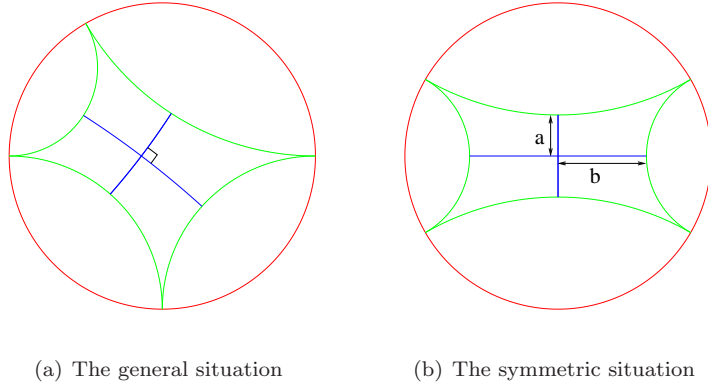 a
b
(a) The general situation
(b) The symmetric situation